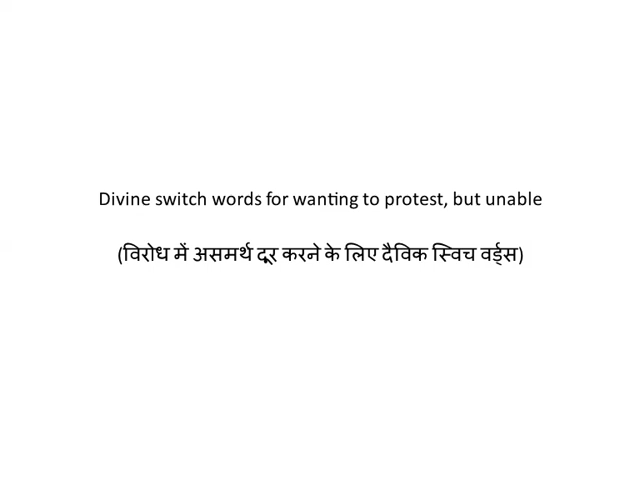 Divine switch words for wanting to protest, but unable
(विरोध में असमर्थ दूर करने के लिए दैविक स्विच वर्ड्स)